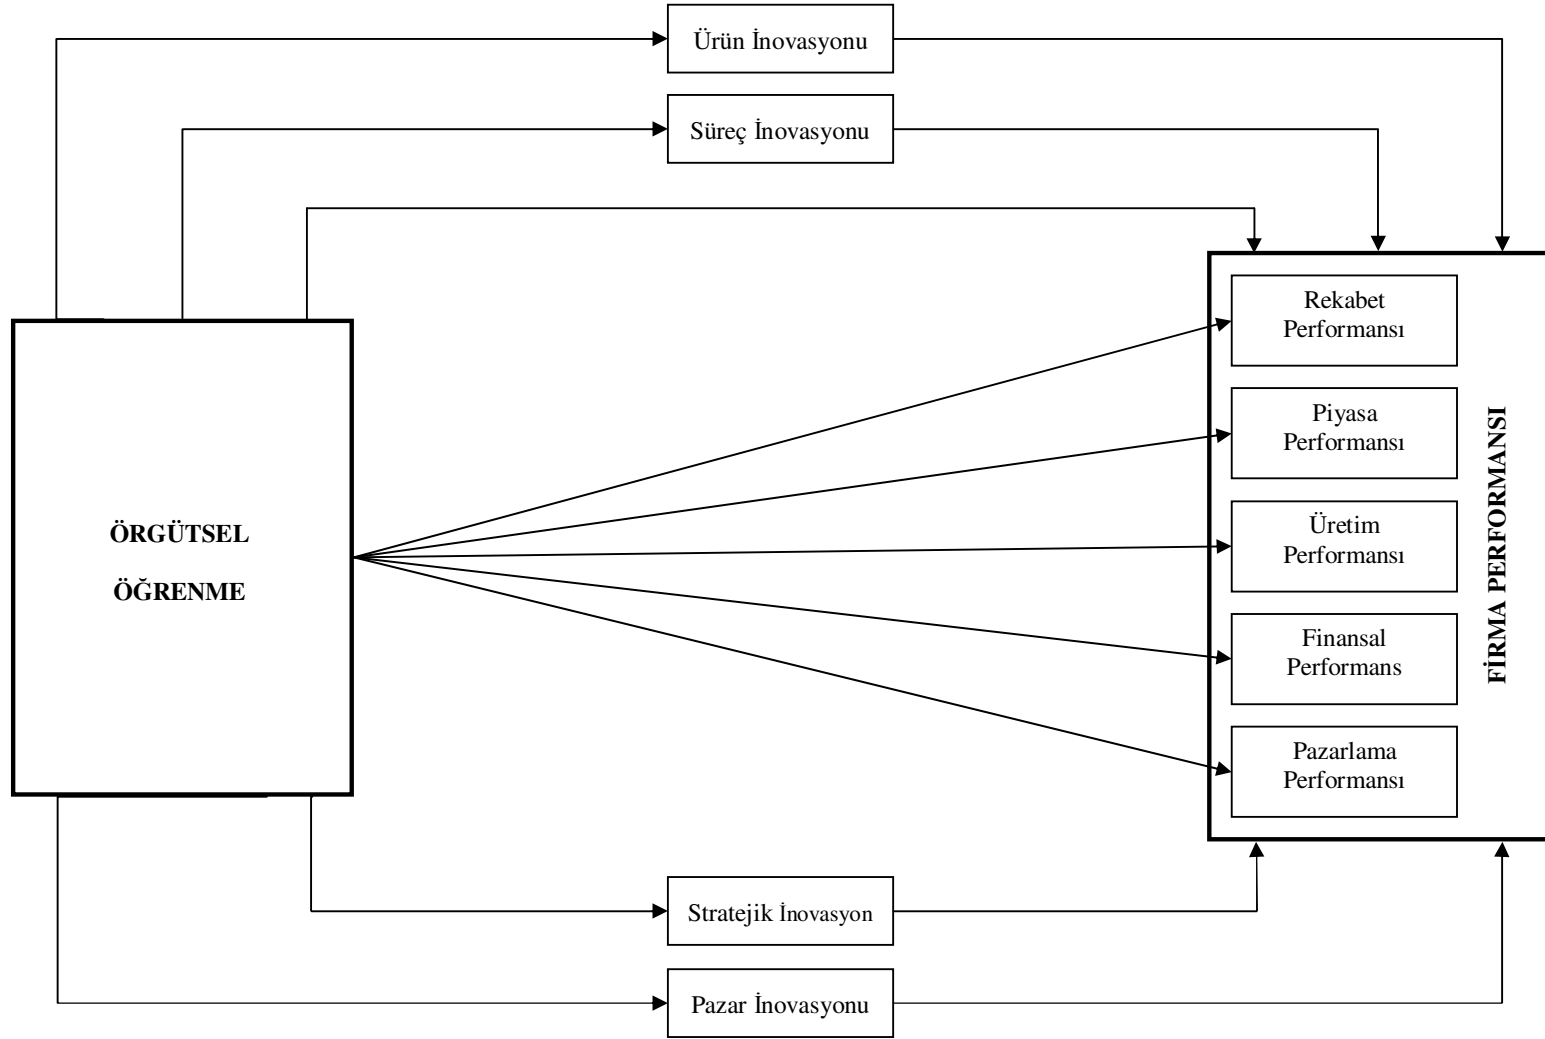 Ürün İnovasyonu
Süreç İnovasyonu
Rekabet
Performansı
Piyasa
Performansı
ÖRGÜTSEL
ÖĞRENME
Üretim
Performansı
Finansal
Performans
Pazarlama
Performansı
FİRMA PERFORMANSI
Stratejik İnovasyon
Pazar İnovasyonu